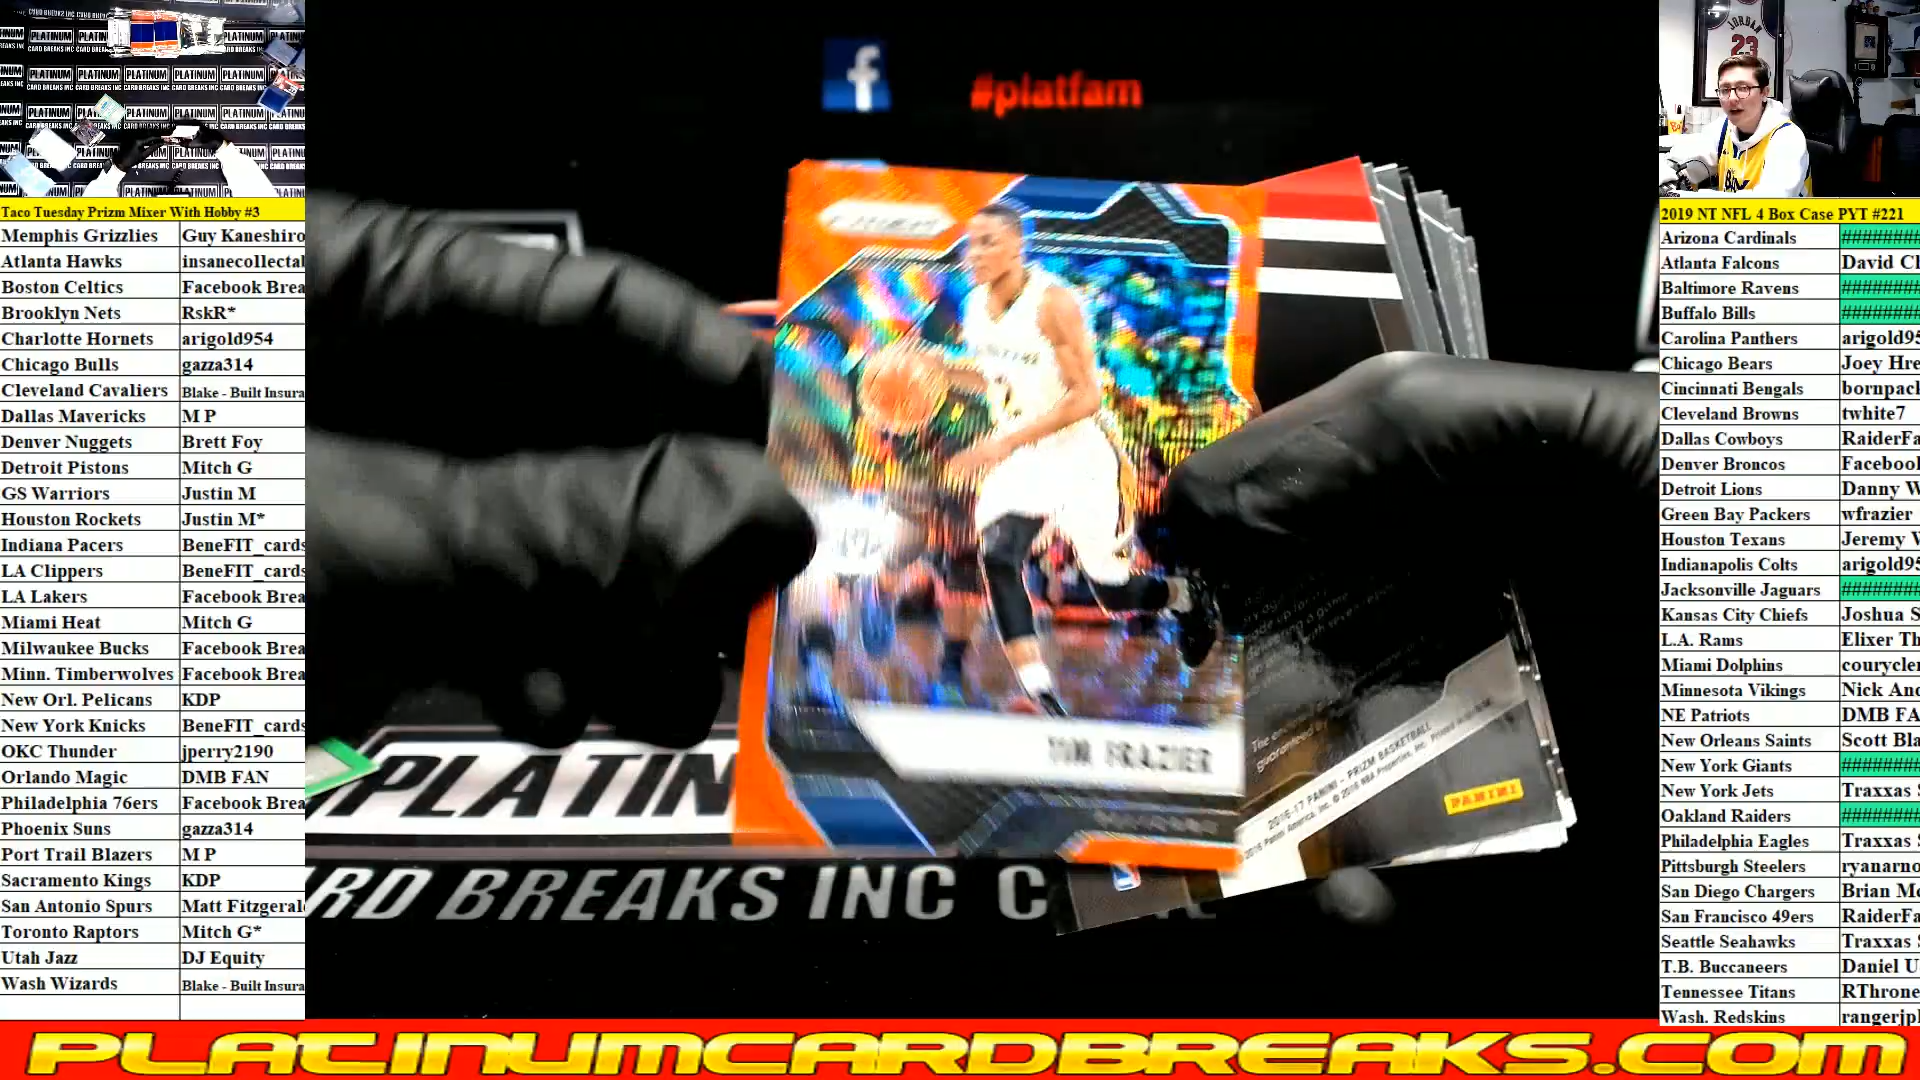 #platfam
JORDAN
23
Taco Tuesday Prizm Mixer With Hobby #3
Memphis Grizzlies Guy Kaneshiro
Atlanta Hawks insanecollectal
Boston Celtics Facebook Brea
Brooklyn Nets RskR*
Charlotte Hornets arigold954
Chicago Bulls gazza314
Cleveland Cavaliers Blake - Built Insura
Dallas Mavericks M P
Denver Nuggets Brett Foy
Detroit Pistons Mitch G
GS Warriors Justin M
Houston Rockets Justin M*
Indiana Pacers BeneFIT_cards
LA Clippers BeneFIT_cards
LA Lakers Facebook Brea
Miami Heat Mitch G
Milwaukee Bucks Facebook Brea
Minn. Timberwolves Facebook Brea
New Orl. Pelicans KDP
New York Knicks BeneFIT_cards
OKC Thunder jperry2190
Orlando Magic DMB FAN
Philadelphia 76ers Facebook Brea
Phoenix Suns gazza314
Port Trail Blazers M P
Sacramento Kings KDP
San Antonio Spurs Matt Fitzgeral
Toronto Raptors Mitch G*
Utah Jazz DJ Equity
Wash Wizards Blake - Built Insura
TIM FRAZIER
2016-17 PANINI - PRIZM BASKETBALL
PANINI
PLATIN
RD BREAKS INC C
2019 NT NFL 4 Box Case PYT #221
Arizona Cardinals #########
Atlanta Falcons David Cl
Baltimore Ravens #########
Buffalo Bills #########
Carolina Panthers arigold95
Chicago Bears Joey Hre
Cincinnati Bengals bornpack
Cleveland Browns twhite7
Dallas Cowboys RaiderFa
Denver Broncos Facebook
Detroit Lions Danny W
Green Bay Packers wfrazier
Houston Texans Jeremy W
Indianapolis Colts arigold95
Jacksonville Jaguars #########
Kansas City Chiefs Joshua S
L.A. Rams Elixer Th
Miami Dolphins courycle
Minnesota Vikings Nick And
NE Patriots DMB FA
New Orleans Saints Scott Bla
New York Giants #########
New York Jets Traxxas S
Oakland Raiders #########
Philadelphia Eagles Traxxas S
Pittsburgh Steelers ryanarno
San Diego Chargers Brian Mc
San Francisco 49ers RaiderFa
Seattle Seahawks Traxxas S
T.B. Buccaneers Daniel U
Tennessee Titans RThrone
Wash. Redskins rangerjpl
PLATINUMCARDBREAKS.COM